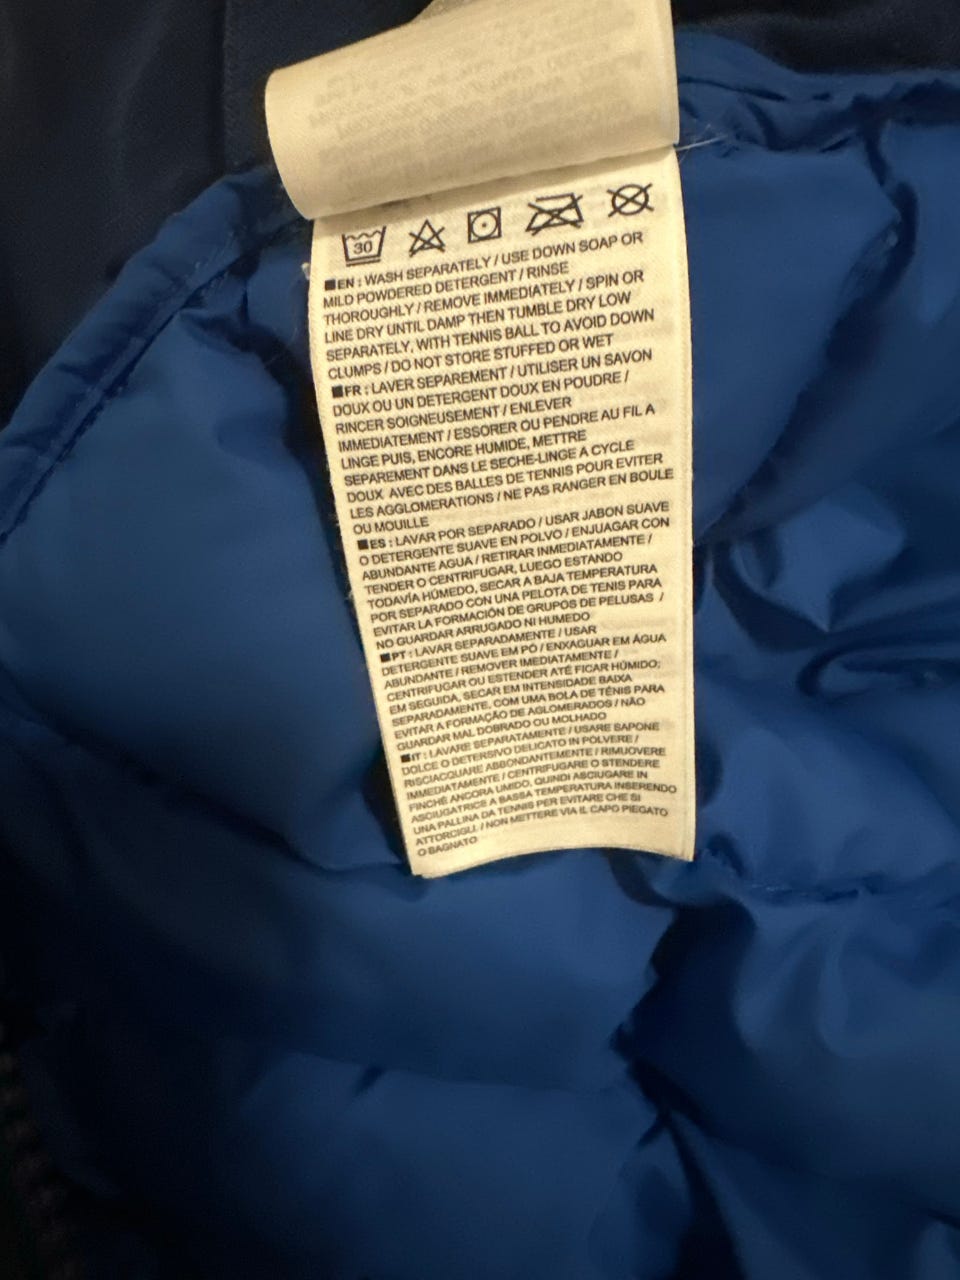 30
■EN : WASH SEPARATELY / USE DOWN SOAP OR
MILD POWDERED DETERGENT / RINSE
THOROUGHLY / REMOVE IMMEDIATELY / SPIN OR
LINE DRY UNTIL DAMP THEN TUMBLE DRY LOW
SEPARATELY, WITH TENNIS BALL TO AVOID DOWN
CLUMPS / DO NOT STORE STUFFED OR WET
■FR : LAVER SEPAREMENT / UTILISER UN SAVON
DOUX OU UN DETERGENT DOUX EN POUDRE /
RINCER SOIGNEUSEMENT / ENLEVER
IMMEDIATEMENT / ESSORER OU PENDRE AU FIL A
LINGE PUIS, ENCORE HUMIDE, METTRE
SEPAREMENT DANS LE SECHE-LINGE A CYCLE
DOUX AVEC DES BALLES DE TENNIS POUR EVITER
LES AGGLOMERATIONS / NE PAS RANGER EN BOULE
OU MOUILLE
■ES : LAVAR POR SEPARADO / USAR JABON SUAVE
O DETERGENTE SUAVE EN POLVO / ENJUAGAR CON
ABUNDANTE AGUA / RETIRAR INMEDIATAMENTE /
TENDER O CENTRIFUGAR, LUEGO ESTANDO
TODAVÍA HÚMEDO, SECAR A BAJA TEMPERATURA
POR SEPARADO CON UNA PELOTA DE TENIS PARA
EVITAR LA FORMACIÓN DE GRUPOS DE PELUSAS /
NO GUARDAR ARRUGADO NI HUMEDO
■PT : LAVAR SEPARADAMENTE / USAR
DETERGENTE SUAVE EM PÓ / ENXAGUAR EM ÁGUA
ABUNDANTE / REMOVER IMEDIATAMENTE /
CENTRIFUGAR OU ESTENDER ATÉ FICAR HÚMIDO;
EM SEGUIDA, SECAR EM INTENSIDADE BAIXA
SEPARADAMENTE, COM UMA BOLA DE TÉNIS PARA
EVITAR A FORMAÇÃO DE AGLOMERADOS / NÃO
GUARDAR MAL DOBRADO OU MOLHADO
■IT : LAVARE SEPARATAMENTE / USARE SAPONE
DOLCE O DETERSIVO DELICATO IN POLVERE /
RISCIACQUARE ABBONDANTEMENTE / RIMUOVERE
IMMEDIATAMENTE / CENTRIFUGARE O STENDERE
FINCHÉ ANCORA UMIDO, QUINDI ASCIUGARE IN
ASCIUGATRICE A BASSA TEMPERATURA INSERENDO
UNA PALLINA DA TENNIS PER EVITARE CHE SI
ATTORCIGLI. / NON METTERE VIA IL CAPO PIEGATO
O BAGNATO